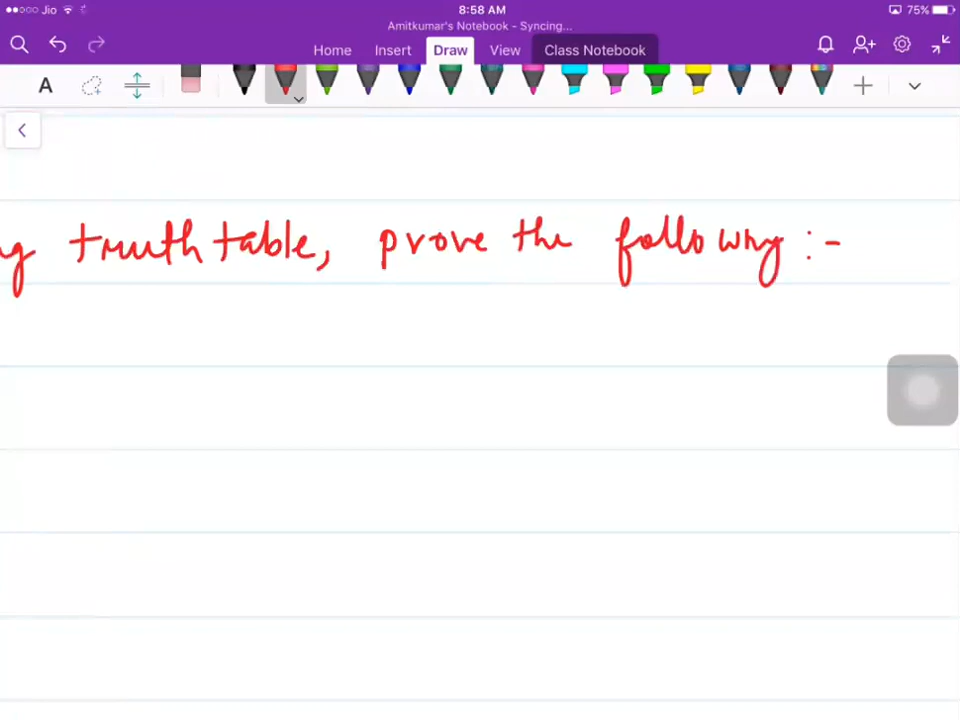 Jio 8:58 AM 75%
Amitkumar's Notebook - Syncing...
Home Insert Draw View Class Notebook
A
truth table, prove the following :-